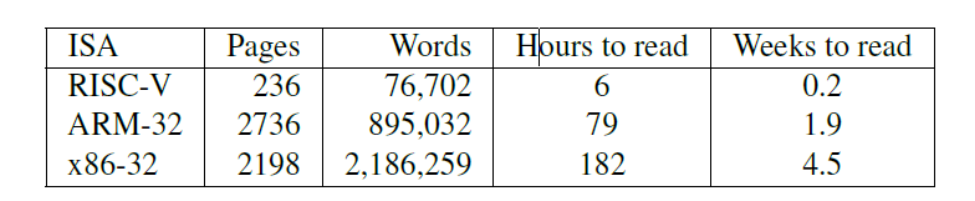 ISA Pages Words Hours to read Weeks to read
RISC-V 236 76,702 6 0.2
ARM-32 2736 895,032 79 1.9
x86-32 2198 2,186,259 182 4.5